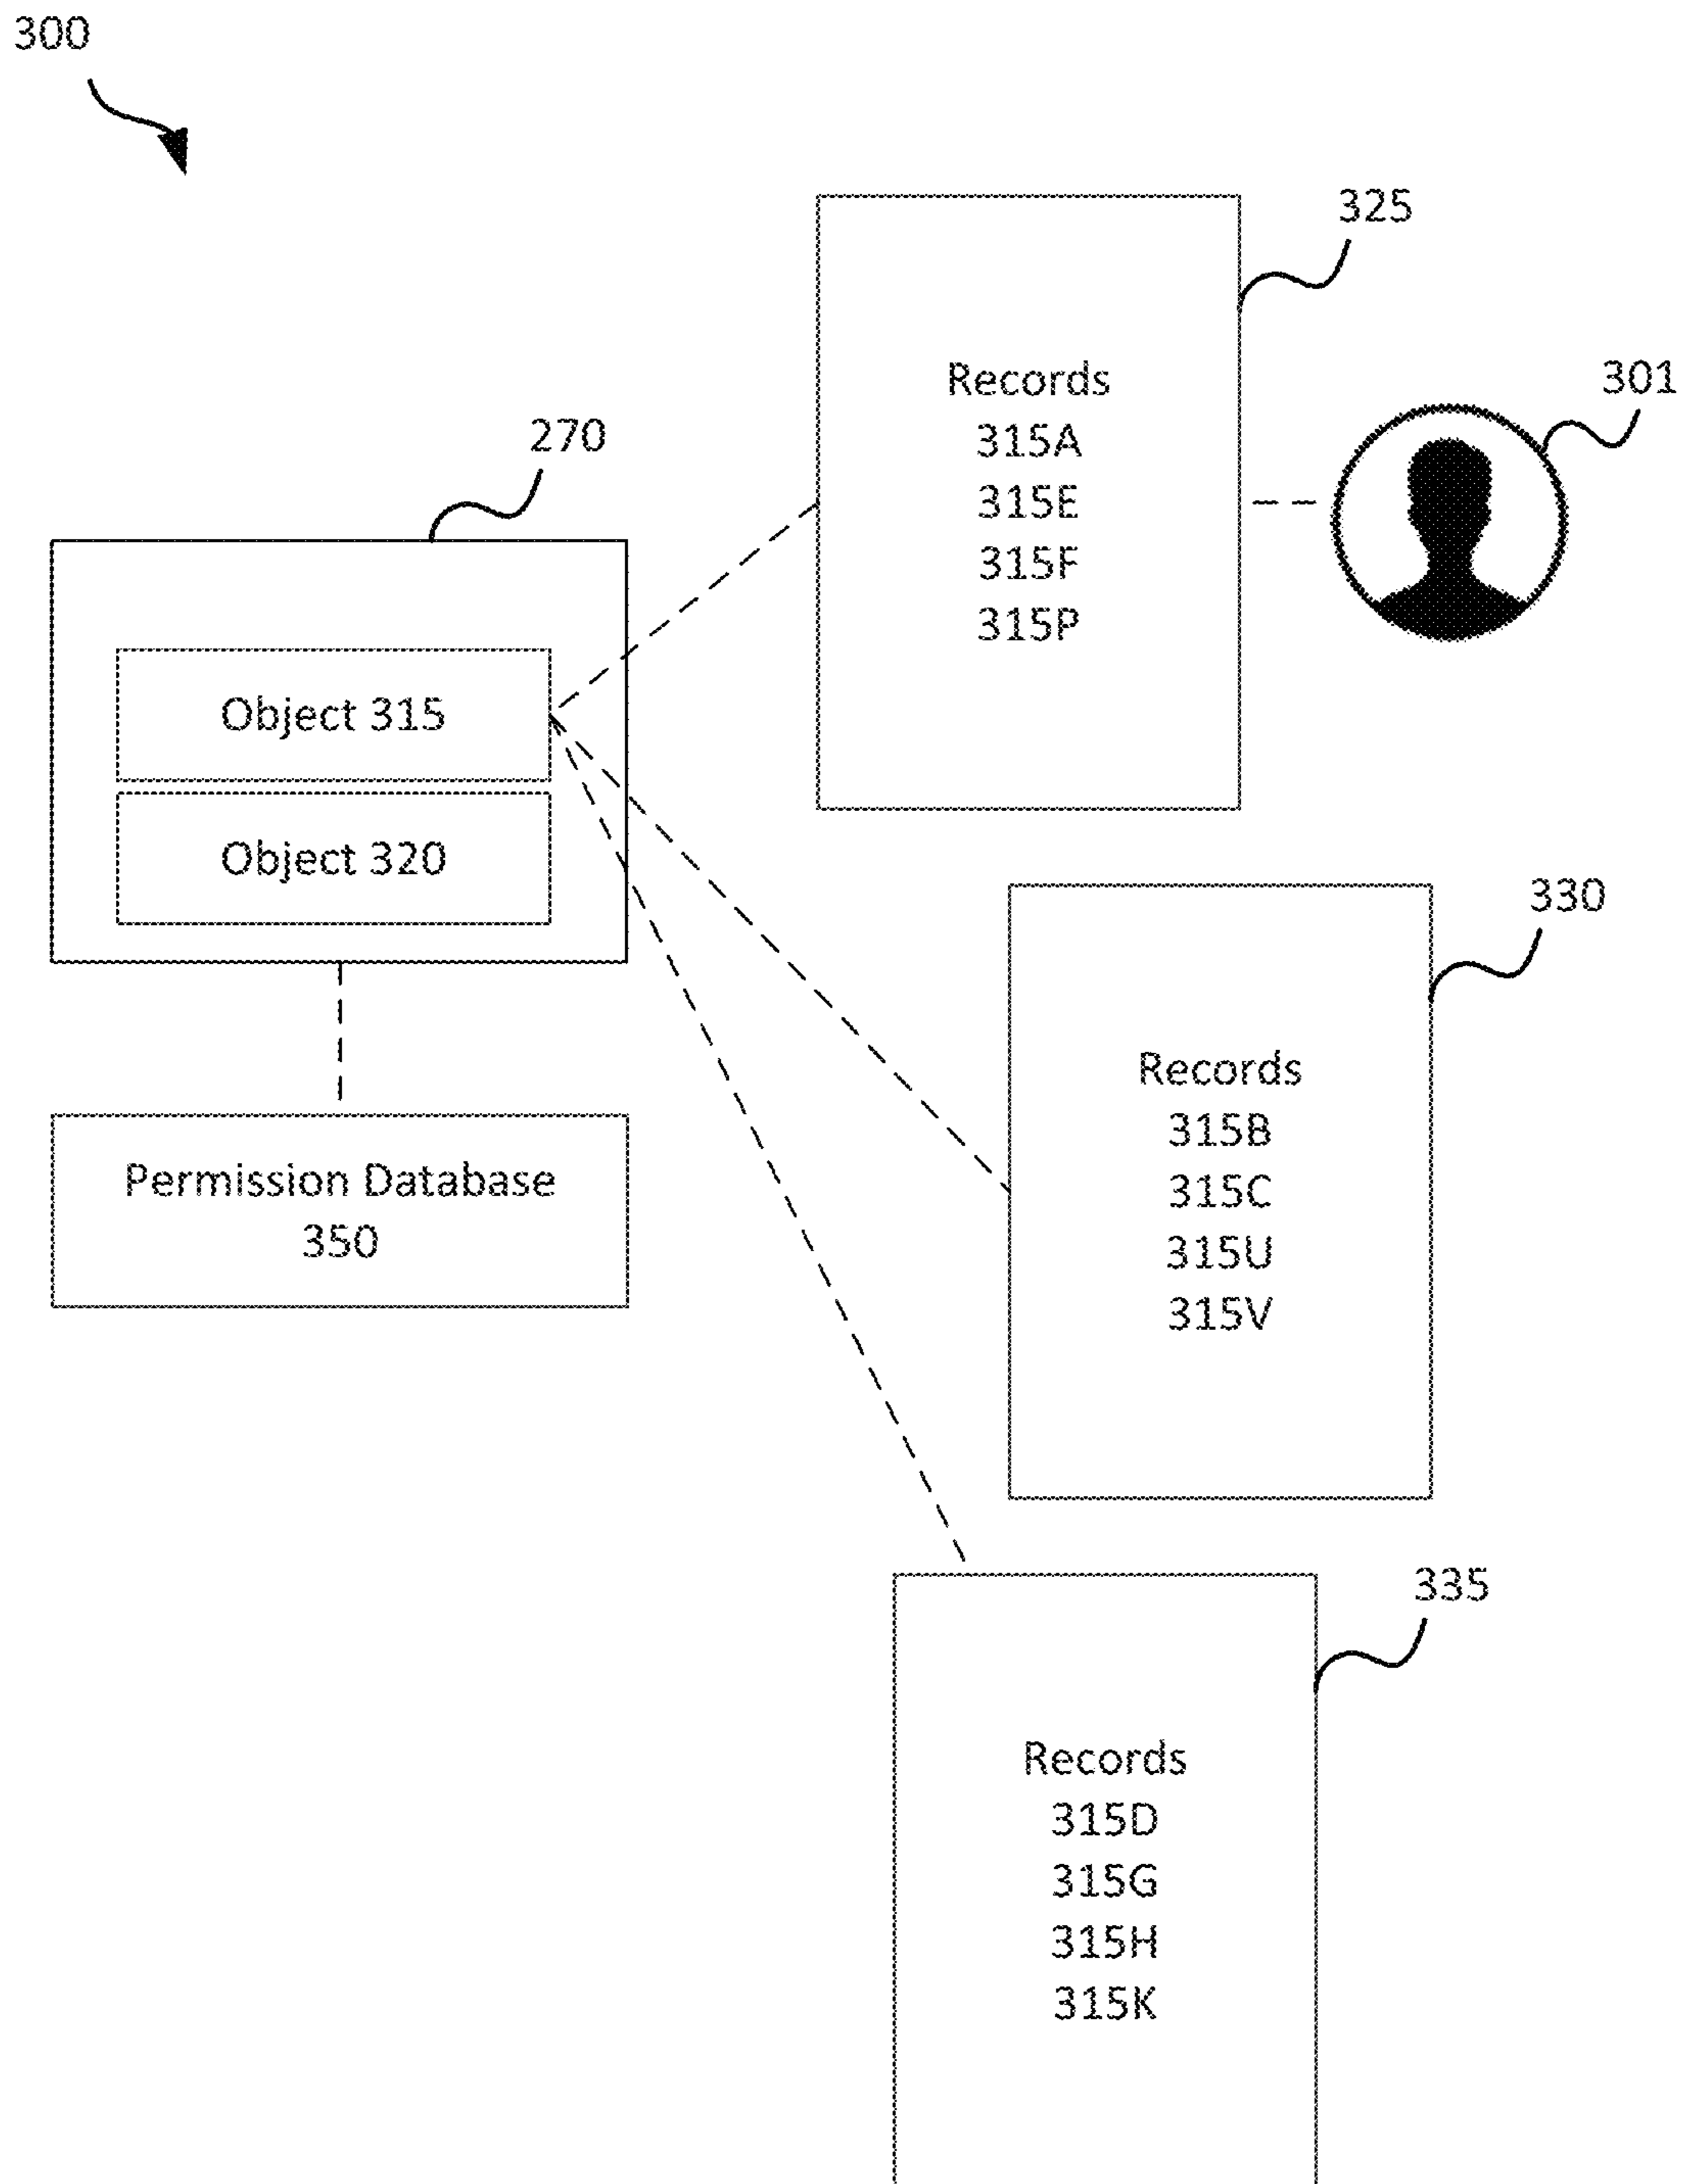 300
325
Records
315A
315E
315F
315P
301
270
Object 315
Object 320
330
Records
315B
315C
315U
315V
Permission Database
350
335
Records
315D
315G
315H
315K